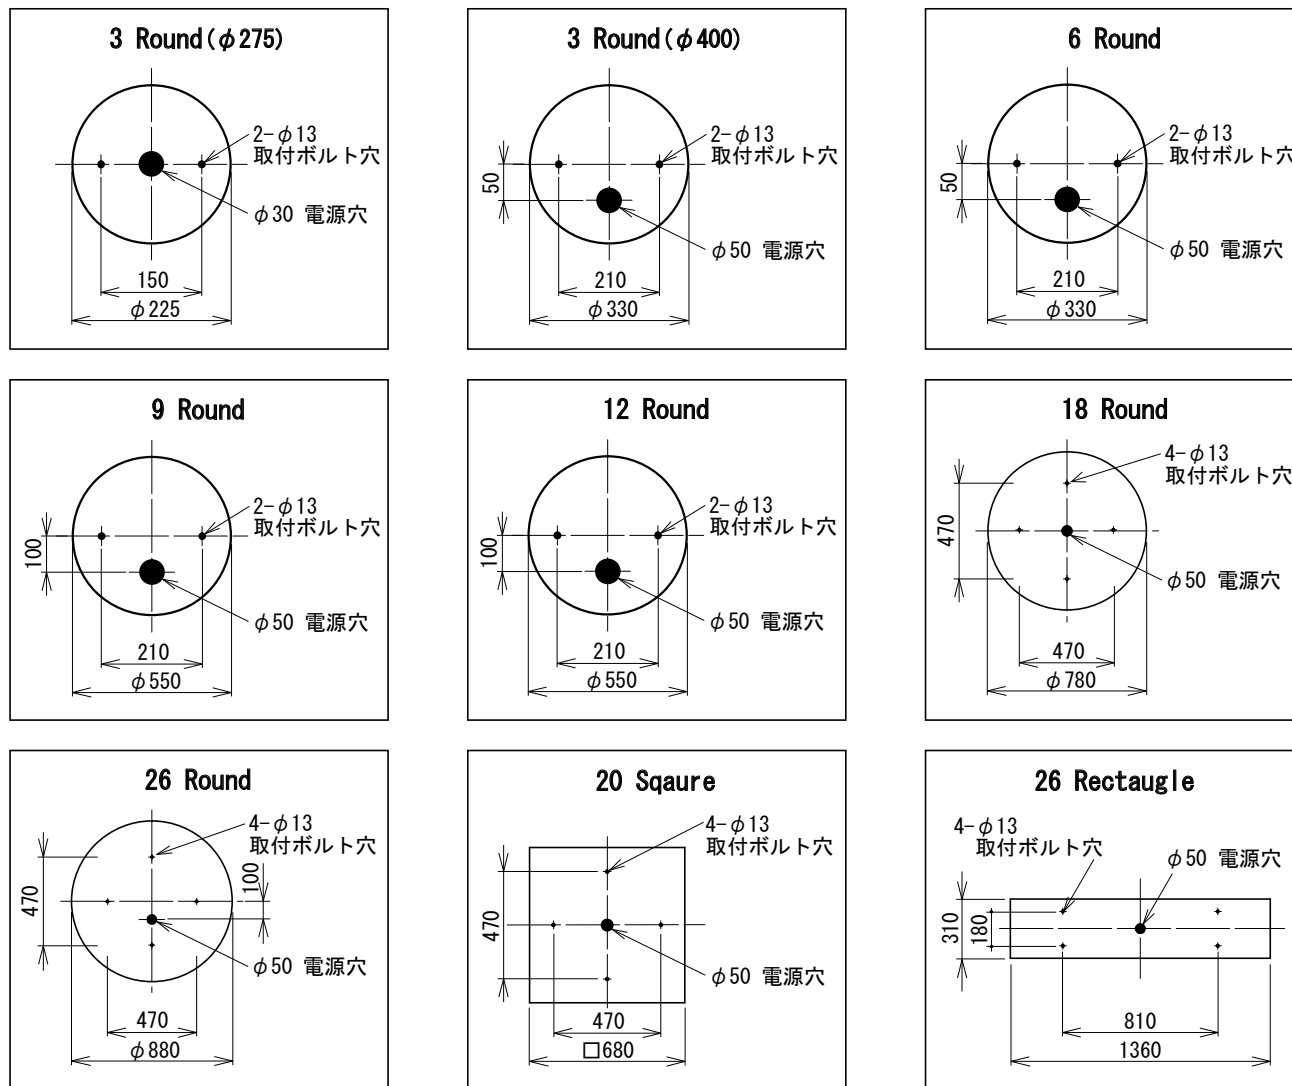 3 Round(φ275)
2-φ13
取付ボルト穴
φ30 電源穴
150
φ225
3 Round(φ400)
2-φ13
取付ボルト穴
50
φ50 電源穴
210
φ330
6 Round
2-φ13
取付ボルト穴
50
φ50 電源穴
210
φ330
9 Round
2-φ13
取付ボルト穴
100
φ50 電源穴
210
φ550
12 Round
2-φ13
取付ボルト穴
100
φ50 電源穴
210
φ550
18 Round
4-φ13
取付ボルト穴
470
φ50 電源穴
470
φ780
26 Round
4-φ13
取付ボルト穴
100
470
φ50 電源穴
470
φ880
20 Sqaure
4-φ13
取付ボルト穴
470
φ50 電源穴
470
□680
26 Rectaugle
4-φ13
取付ボルト穴
φ50 電源穴
310
180
810
1360